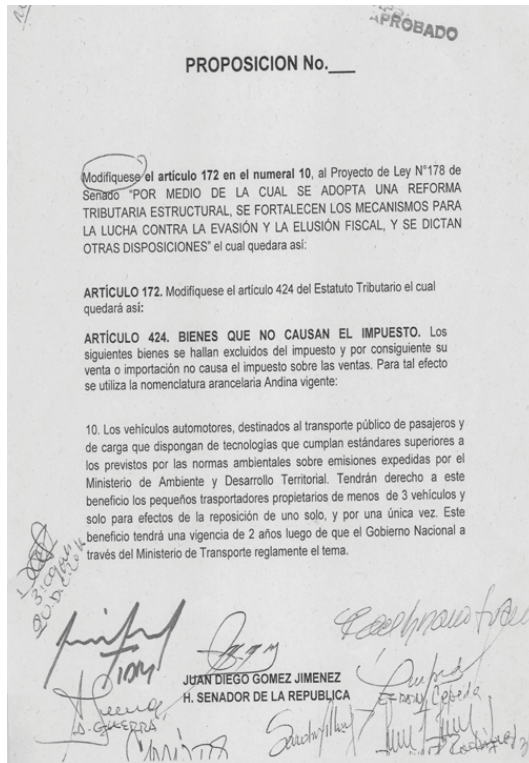 APROBADO
PROPOSICION No.___
Modifíquese el artículo 172 en el numeral 10, al Proyecto de Ley N°178 de
Senado “POR MEDIO DE LA CUAL SE ADOPTA UNA REFORMA
TRIBUTARIA ESTRUCTURAL, SE FORTALECEN LOS MECANISMOS PARA
LA LUCHA CONTRA LA EVASIÓN Y LA ELUSIÓN FISCAL, Y SE DICTAN
OTRAS DISPOSICIONES” el cual quedara así:
ARTÍCULO 172. Modifíquese el artículo 424 del Estatuto Tributario el cual
quedará así:
ARTÍCULO 424. BIENES QUE NO CAUSAN EL IMPUESTO. Los
siguientes bienes se hallan excluidos del impuesto y por consiguiente su
venta o importación no causa el impuesto sobre las ventas. Para tal efecto
se utiliza la nomenclatura arancelaria Andina vigente:
10. Los vehículos automotores, destinados al transporte público de pasajeros y
de carga que dispongan de tecnologías que cumplan estándares superiores a
los previstos por las normas ambientales sobre emisiones expedidas por el
Ministerio de Ambiente y Desarrollo Territorial. Tendrán derecho a este
beneficio los pequeños trasportadores propietarios de menos de 3 vehículos y
solo para efectos de la reposición de uno solo, y por una única vez. Este
beneficio tendrá una vigencia de 2 años luego de que el Gobierno Nacional a
través del Ministerio de Transporte reglamente el tema.
JUAN DIEGO GOMEZ JIMENEZ
H. SENADOR DE LA REPUBLICA
Cepeda
A. GUERRA